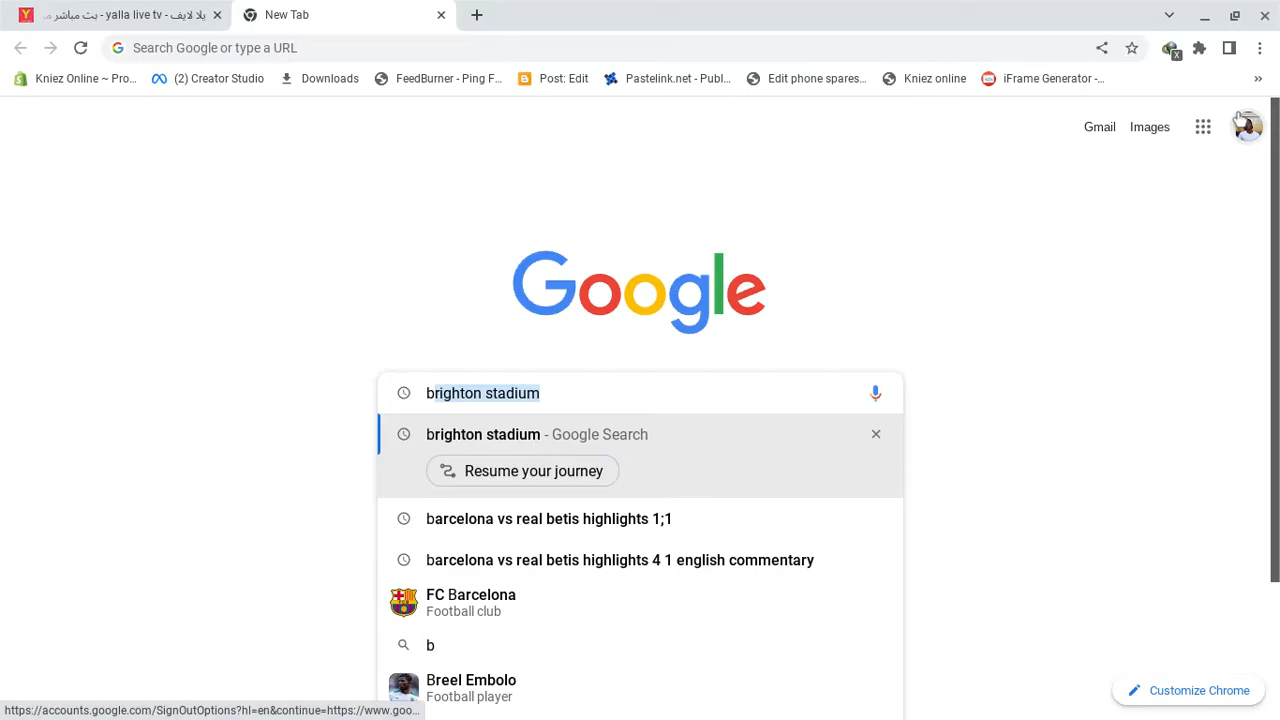 يلا لايف - yalla live tv - بث مباشر م
New Tab
Search Google or type a URL
Kniez Online ~ Pro...
(2) Creator Studio
Downloads
FeedBurner - Ping F...
Post: Edit
Pastelink.net - Publ...
Edit phone spares...
Kniez online
iFrame Generator -...
»
Gmail
Images
Google
brighton stadium
brighton stadium - Google Search
Resume your journey
barcelona vs real betis highlights 1;1
barcelona vs real betis highlights 4 1 english commentary
FC Barcelona
Football club
b
Breel Embolo
Football player
Customize Chrome
https://accounts.google.com/SignOutOptions?hl=en&continue=https://www.goo...